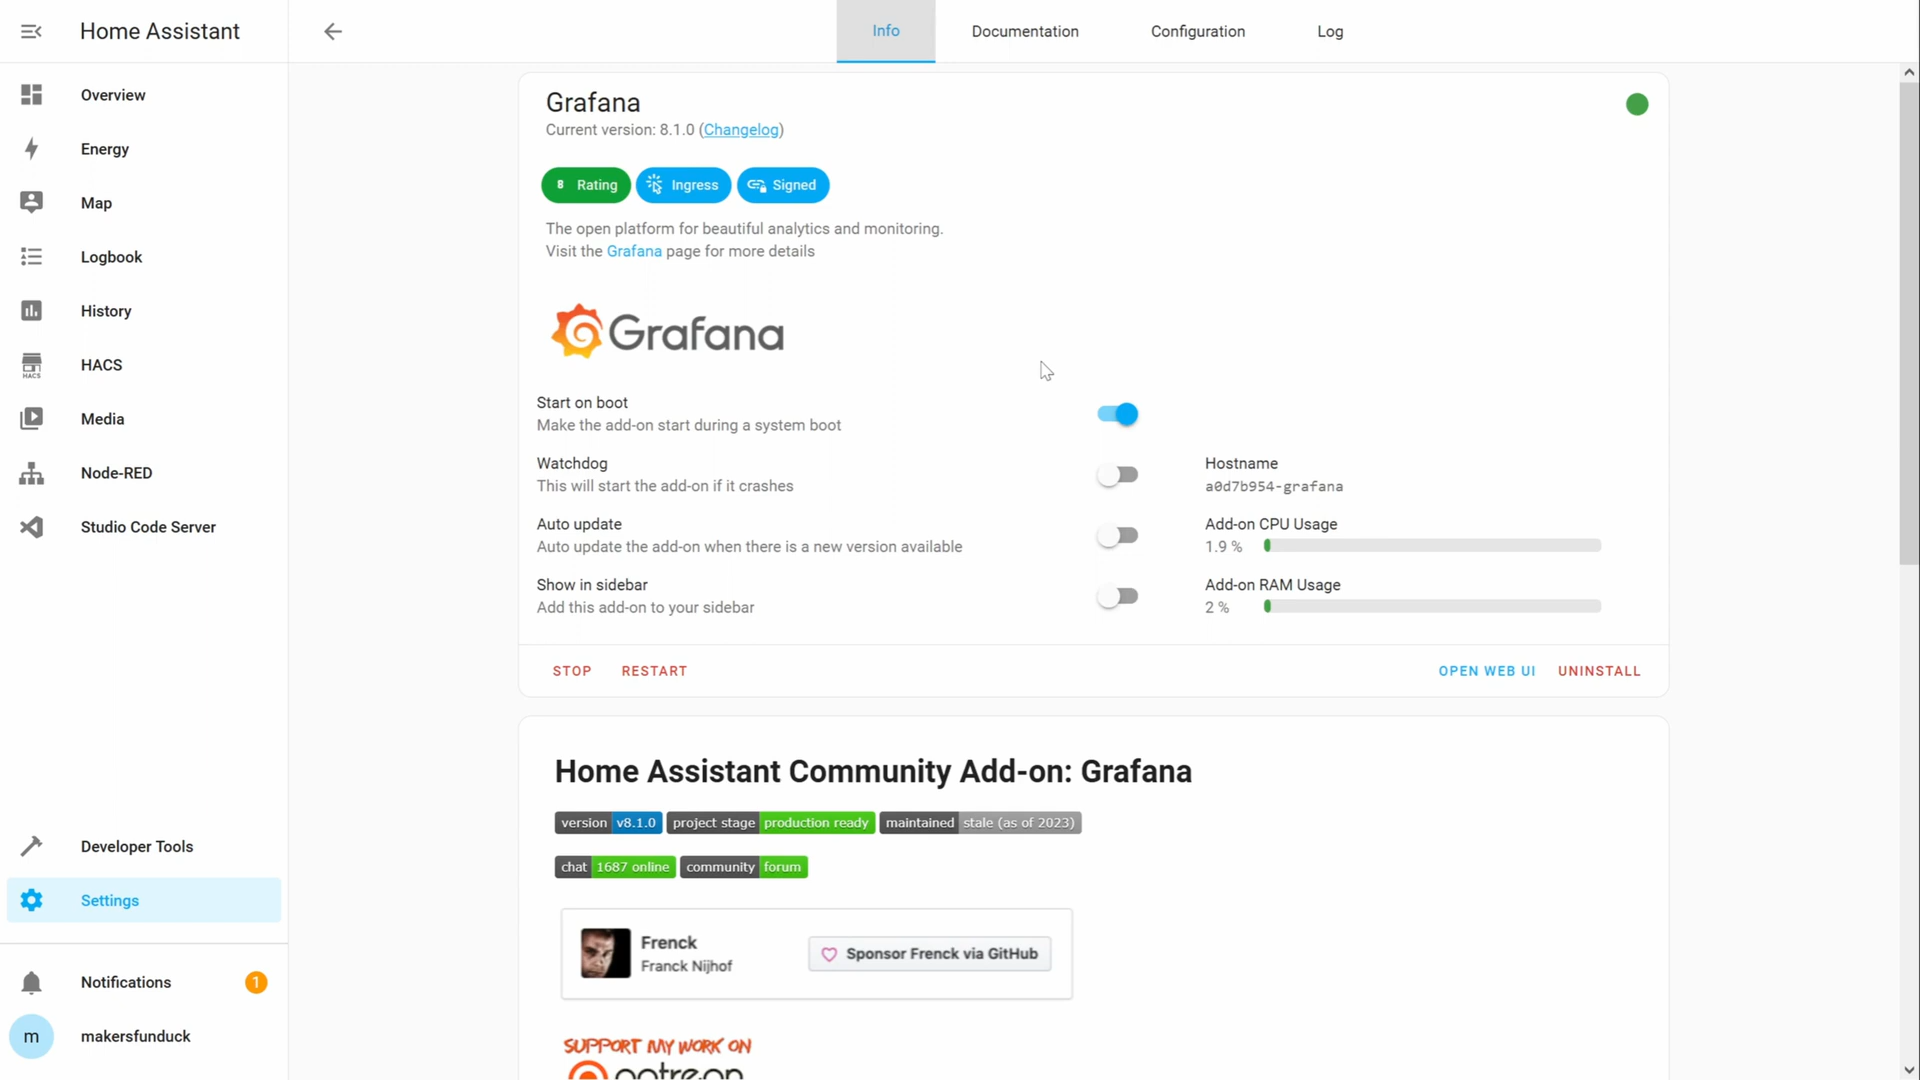 Home Assistant
Info
Documentation
Configuration
Log
Overview
Energy
Map
Logbook
History
HACS
HACS
Media
Node-RED
Studio Code Server
Developer Tools
Settings
Notifications
1
m
makersfunduck
Grafana
Current version: 8.1.0 (Changelog)
8 Rating
Ingress
Signed
The open platform for beautiful analytics and monitoring.
Visit the Grafana page for more details
Grafana
Start on boot
Make the add-on start during a system boot
Watchdog
This will start the add-on if it crashes
Hostname
a0d7b954-grafana
Auto update
Auto update the add-on when there is a new version available
Add-on CPU Usage
1.9 %
Show in sidebar
Add this add-on to your sidebar
Add-on RAM Usage
2 %
STOP
RESTART
OPEN WEB UI
UNINSTALL
Home Assistant Community Add-on: Grafana
version v8.1.0
project stage production ready
maintained stale (as of 2023)
chat 1687 online
community forum
Frenck
Franck Nijhof
Sponsor Frenck via GitHub
SUPPORT MY WORK ON
patreon